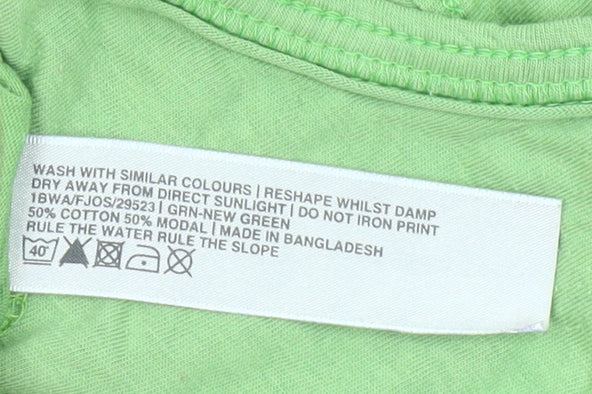 WASH WITH SIMILAR COLOURS | RESHAPE WHILST DAMP
DRY AWAY FROM DIRECT SUNLIGHT | DO NOT IRON PRINT
1BWA/FJOS/29523 | GRN-NEW GREEN
50% COTTON 50% MODAL | MADE IN BANGLADESH
RULE THE WATER RULE THE SLOPE
40°